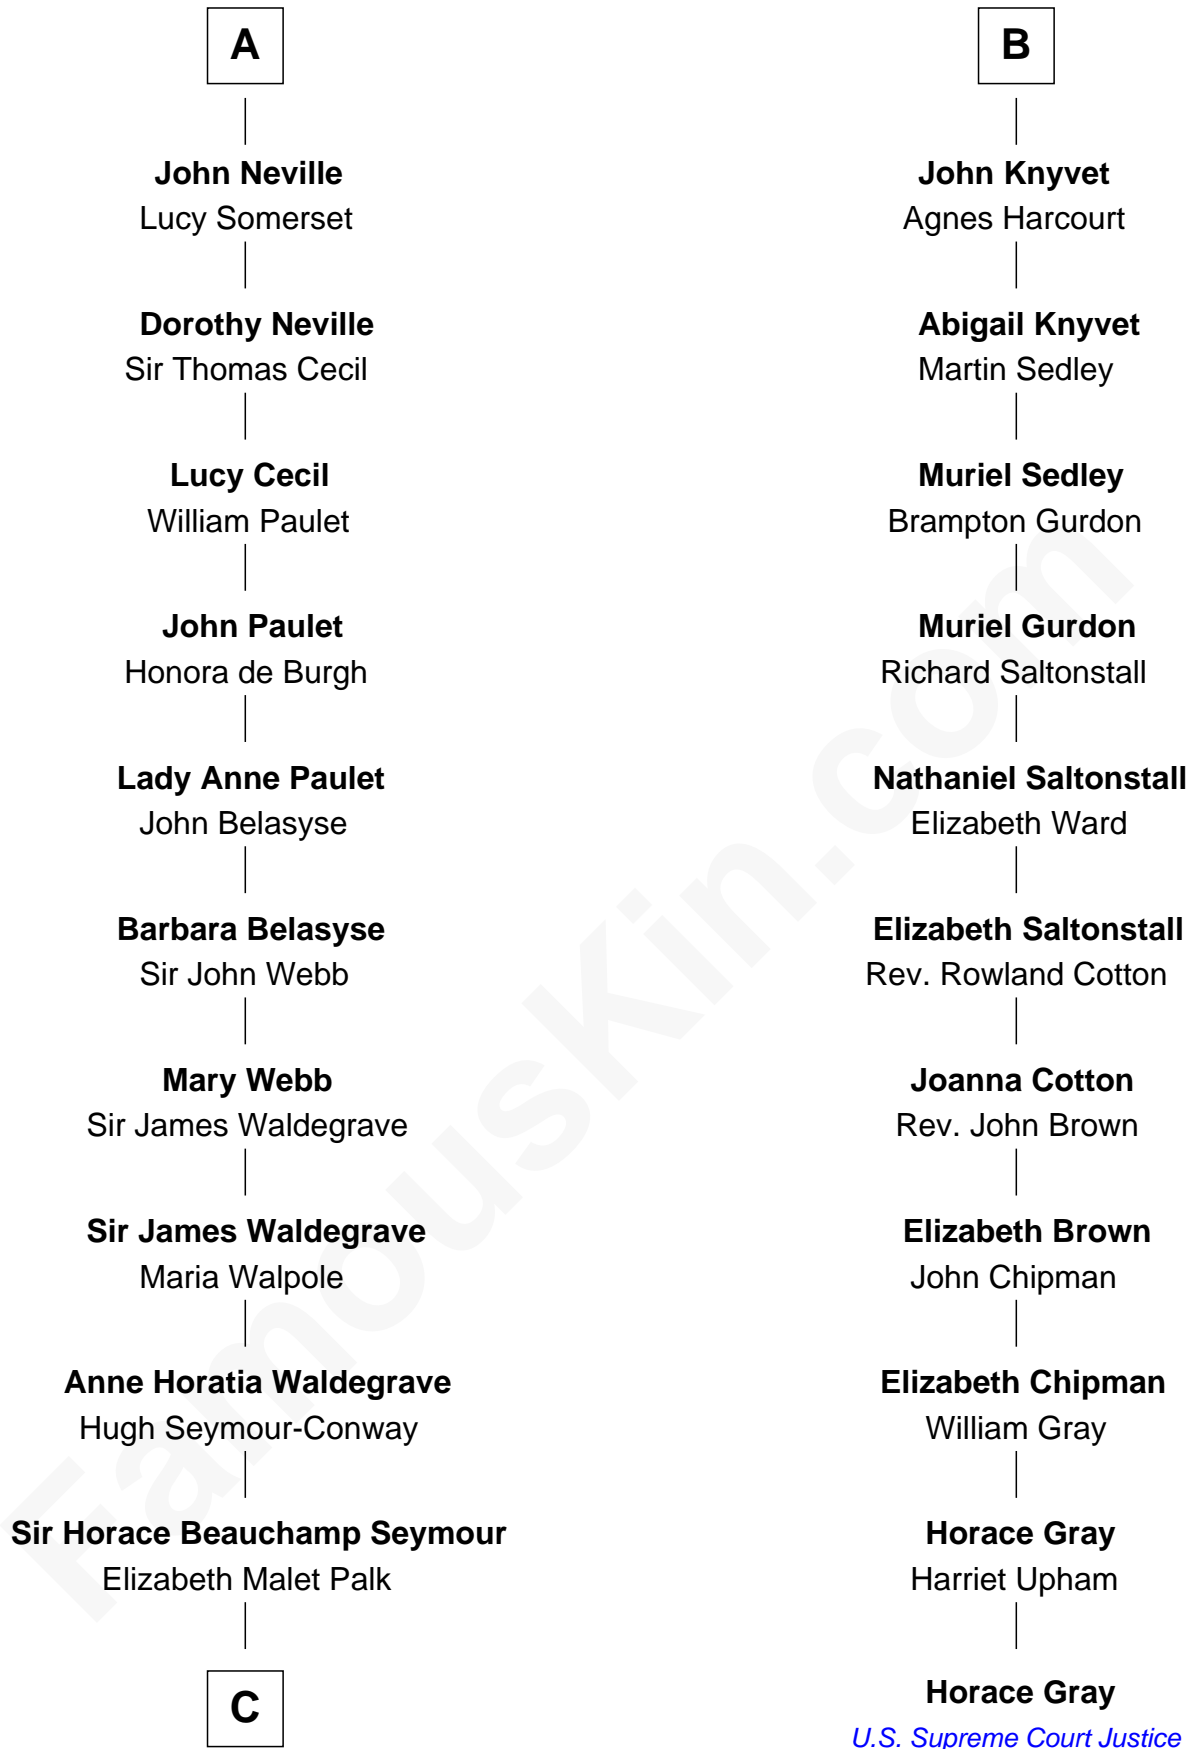 A
John Neville
Lucy Somerset
Dorothy Neville
Sir Thomas Cecil
Lucy Cecil
William Paulet
John Paulet
Honora de Burgh
Lady Anne Paulet
John Belasyse
Barbara Belasyse
Sir John Webb
Mary Webb
Sir James Waldegrave
Sir James Waldegrave
Maria Walpole
Anne Horatia Waldegrave
Hugh Seymour-Conway
Sir Horace Beauchamp Seymour
Elizabeth Malet Palk
C
B
John Knyvet
Agnes Harcourt
Abigail Knyvet
Martin Sedley
Muriel Sedley
Brampton Gurdon
Muriel Gurdon
Richard Saltonstall
Nathaniel Saltonstall
Elizabeth Ward
Elizabeth Saltonstall
Rev. Rowland Cotton
Joanna Cotton
Rev. John Brown
Elizabeth Brown
John Chipman
Elizabeth Chipman
William Gray
Horace Gray
Harriet Upham
Horace Gray
U.S. Supreme Court Justice
FamousKin.com